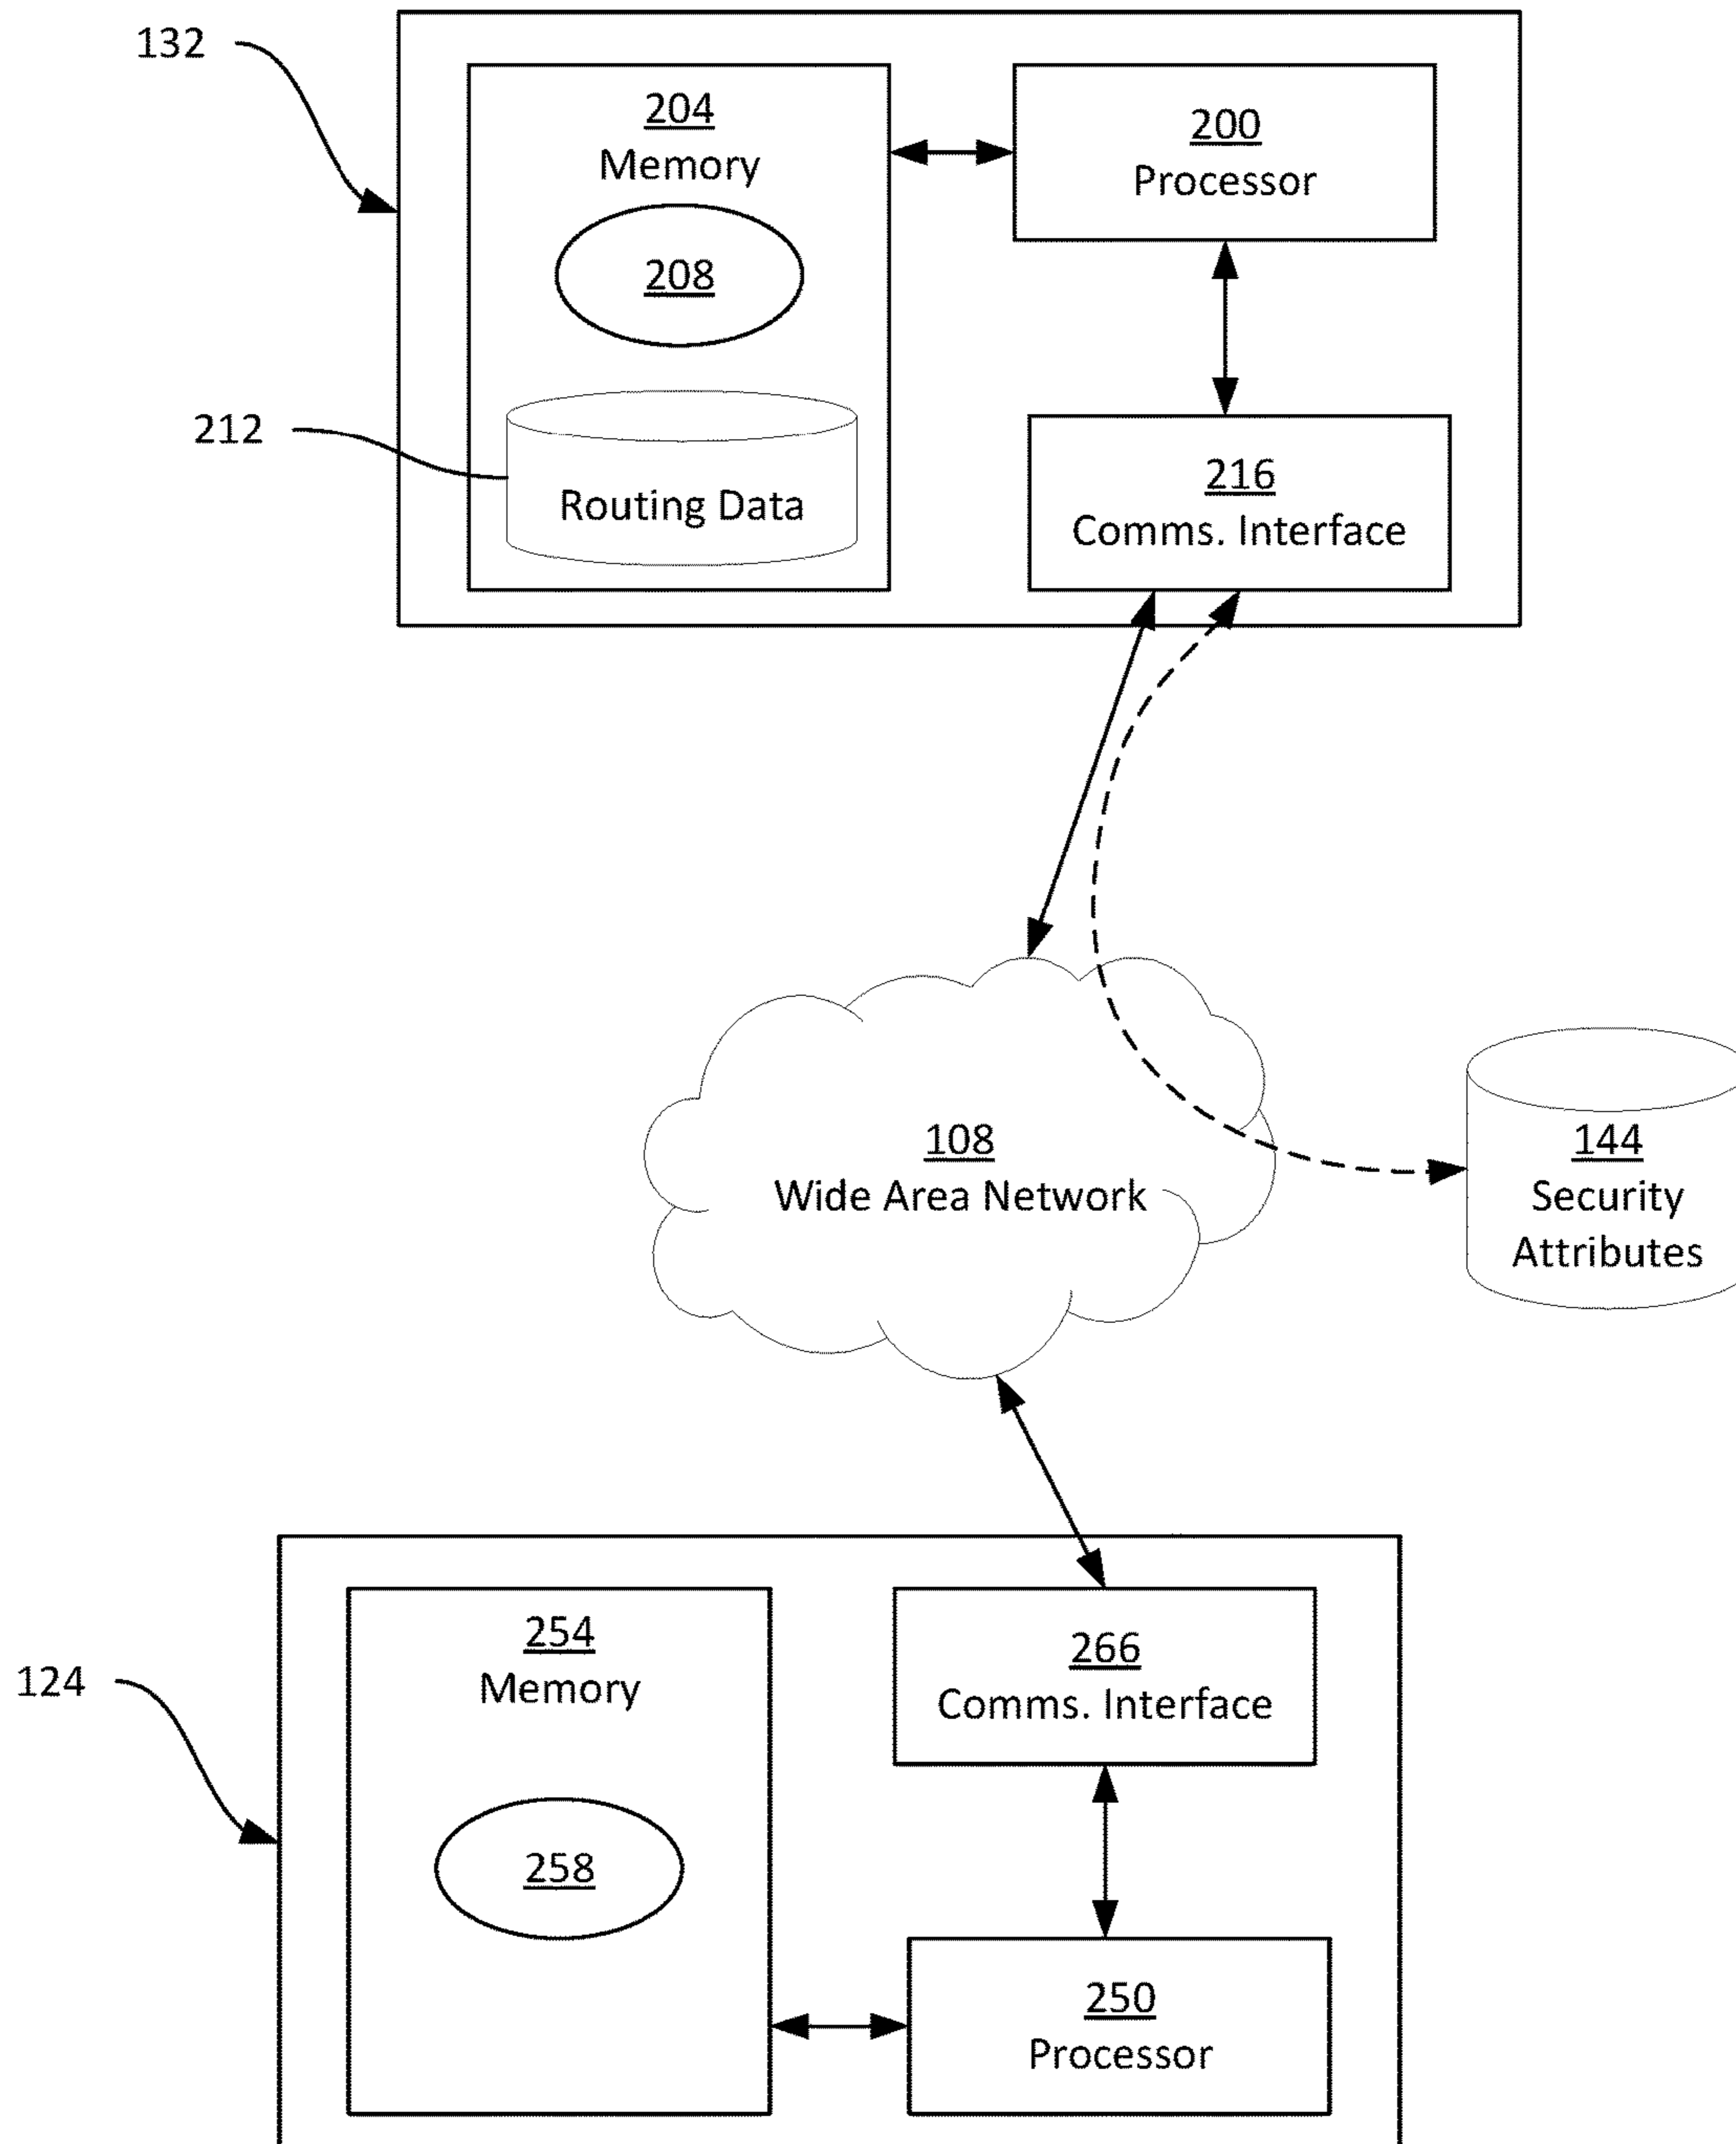 132
204
Memory
200
Processor
208
212
Routing Data
216
Comms. Interface
108
Wide Area Network
144
Security
Attributes
254
Memory
266
Comms. Interface
124
258
250
Processor